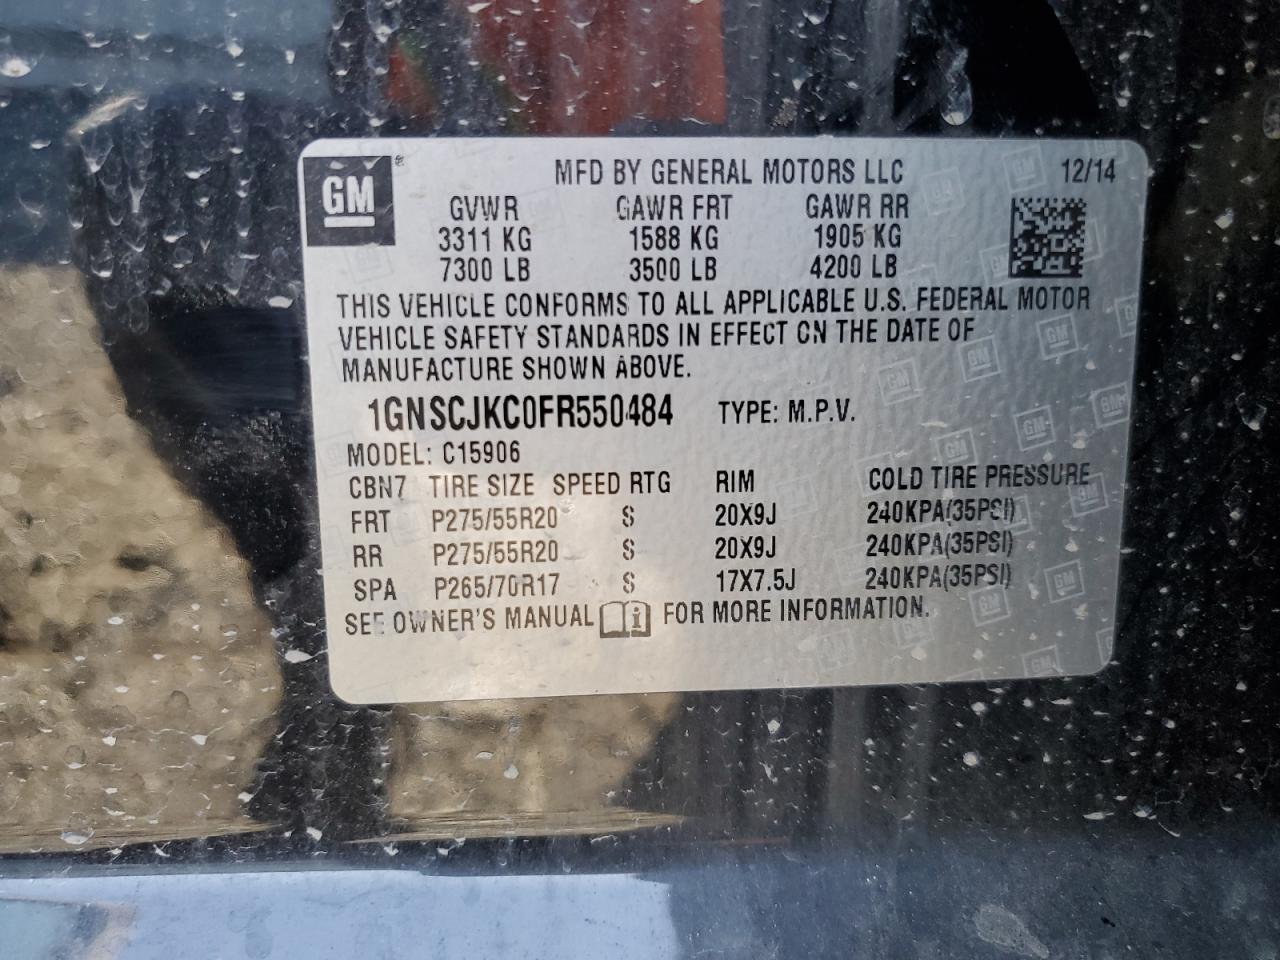 GM ® MFD BY GENERAL MOTORS LLC 12/14
GVWR GAWR FRT GAWR RR
3311 KG 1588 KG 1905 KG
7300 LB 3500 LB 4200 LB
THIS VEHICLE CONFORMS TO ALL APPLICABLE U.S. FEDERAL MOTOR
VEHICLE SAFETY STANDARDS IN EFFECT ON THE DATE OF
MANUFACTURE SHOWN ABOVE.
1GNSCJKC0FR550484 TYPE: M.P.V.
MODEL: C15906
CBN7 TIRE SIZE SPEED RTG RIM COLD TIRE PRESSURE
FRT P275/55R20 S 20X9J 240KPA(35PSI)
RR P275/55R20 S 20X9J 240KPA(35PSI)
SPA P265/70R17 S 17X7.5J 240KPA(35PSI)
SEE OWNER'S MANUAL i FOR MORE INFORMATION.